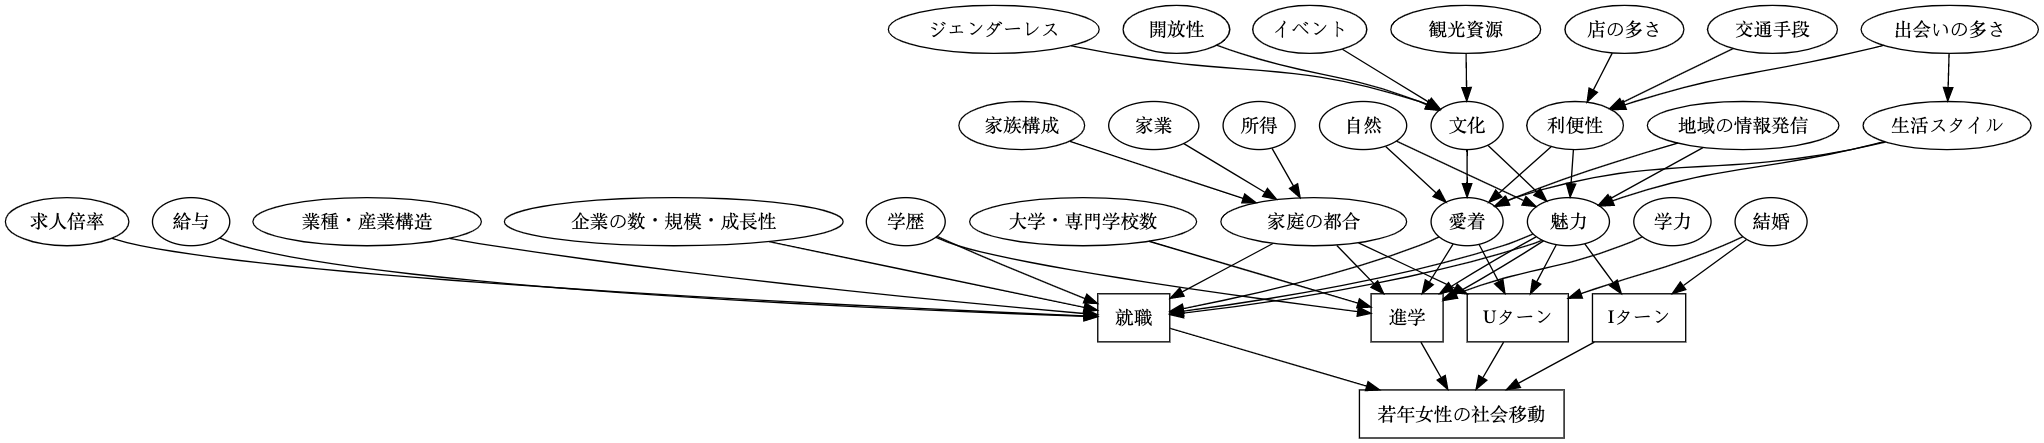 ジェンダーレス
開放性
イベント
観光資源
店の多さ
交通手段
出会いの多さ
家族構成
家業
所得
自然
文化
利便性
地域の情報発信
生活スタイル
求人倍率
給与
業種・産業構造
企業の数・規模・成長性
学歴
大学・専門学校数
家庭の都合
愛着
魅力
学力
結婚
就職
進学
Uターン
Iターン
若年女性の社会移動